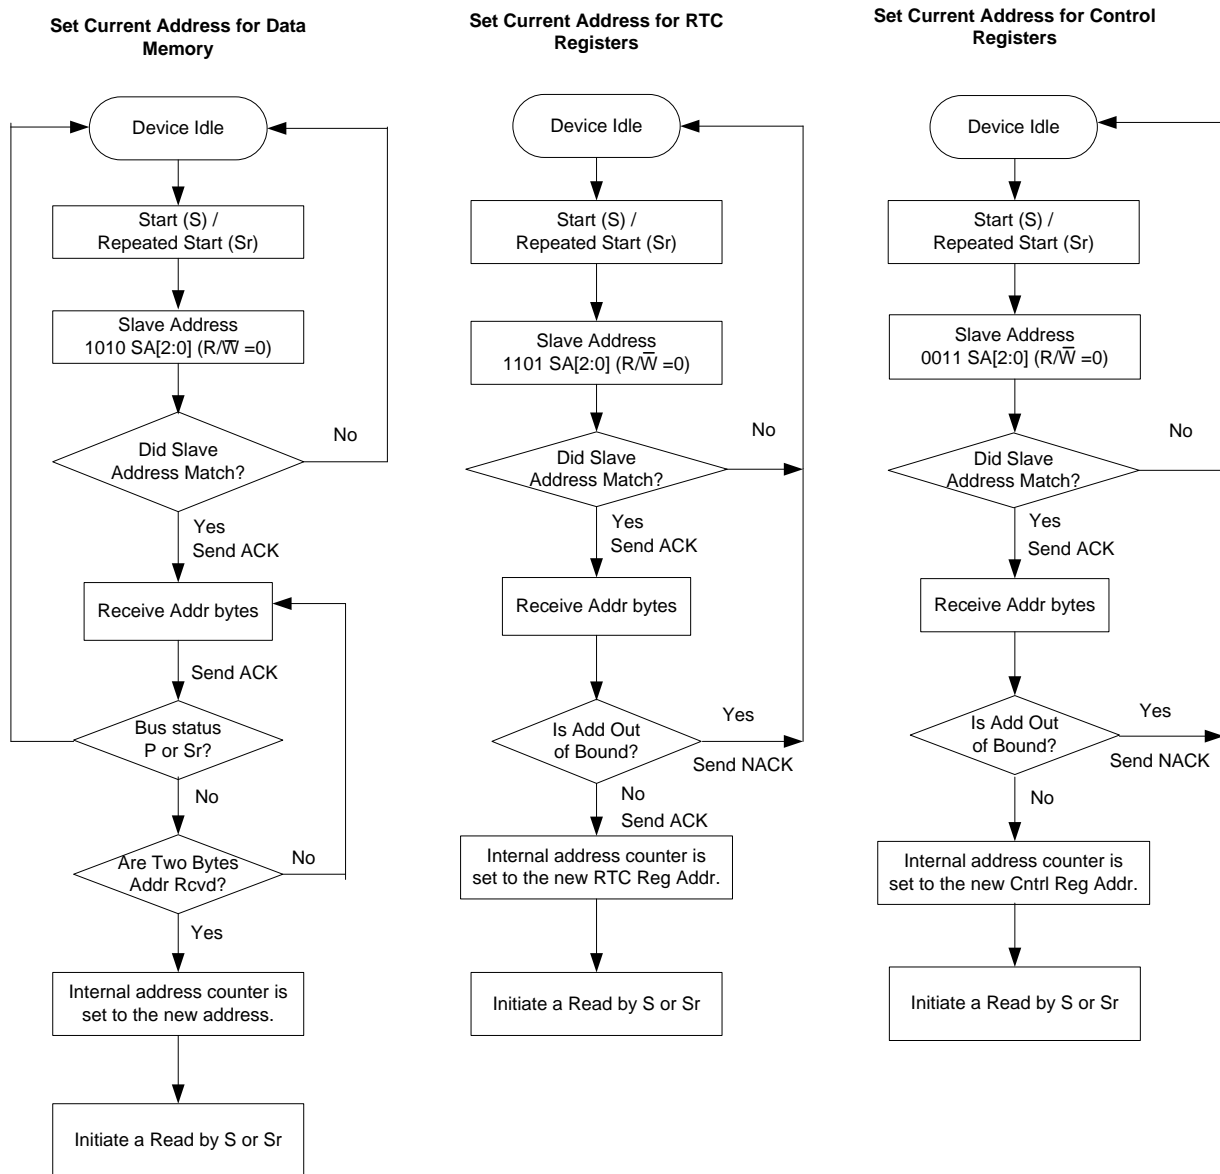 Set Current Address for Data
Memory
Device Idle
Start (S) /
Repeated Start (Sr)
Slave Address
1010 SA[2:0] (R/W̅ =0)
Did Slave
Address Match?
No
Yes
Send ACK
Receive Addr bytes
Send ACK
Bus status
P or Sr?
No
Are Two Bytes
Addr Rcvd?
No
Yes
Internal address counter is
set to the new address.
Initiate a Read by S or Sr
Set Current Address for RTC
Registers
Device Idle
Start (S) /
Repeated Start (Sr)
Slave Address
1101 SA[2:0] (R/W̅ =0)
Did Slave
Address Match?
No
Yes
Send ACK
Receive Addr bytes
Is Add Out
of Bound?
Yes
Send NACK
No
Send ACK
Internal address counter is
set to the new RTC Reg Addr.
Initiate a Read by S or Sr
Set Current Address for Control
Registers
Device Idle
Start (S) /
Repeated Start (Sr)
Slave Address
0011 SA[2:0] (R/W̅ =0)
Did Slave
Address Match?
No
Yes
Send ACK
Receive Addr bytes
Is Add Out
of Bound?
Yes
Send NACK
No
Internal address counter is
set to the new Cntrl Reg Addr.
Initiate a Read by S or Sr